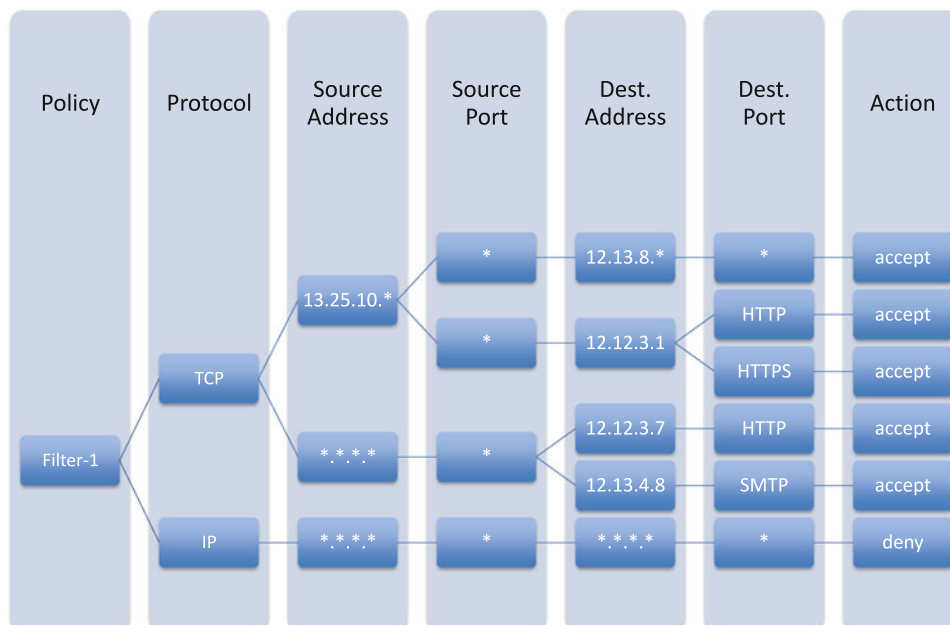 Policy
Protocol
Source
Address
Source
Port
Dest.
Address
Dest.
Port
Action
Filter-1
TCP
IP
13.25.10.*
*.*.*.*
*.*.*.*
*
*
*
*
12.13.8.*
12.12.3.1
12.12.3.7
12.13.4.8
*.*.*.*
*
HTTP
HTTPS
HTTP
SMTP
*
accept
accept
accept
accept
accept
deny